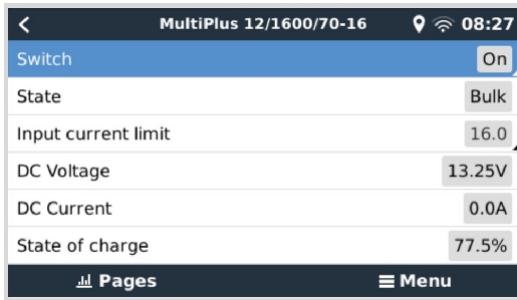 MultiPlus 12/1600/70-16 08:27
Switch On
State Bulk
Input current limit 16.0
DC Voltage 13.25V
DC Current 0.0A
State of charge 77.5%
Pages Menu